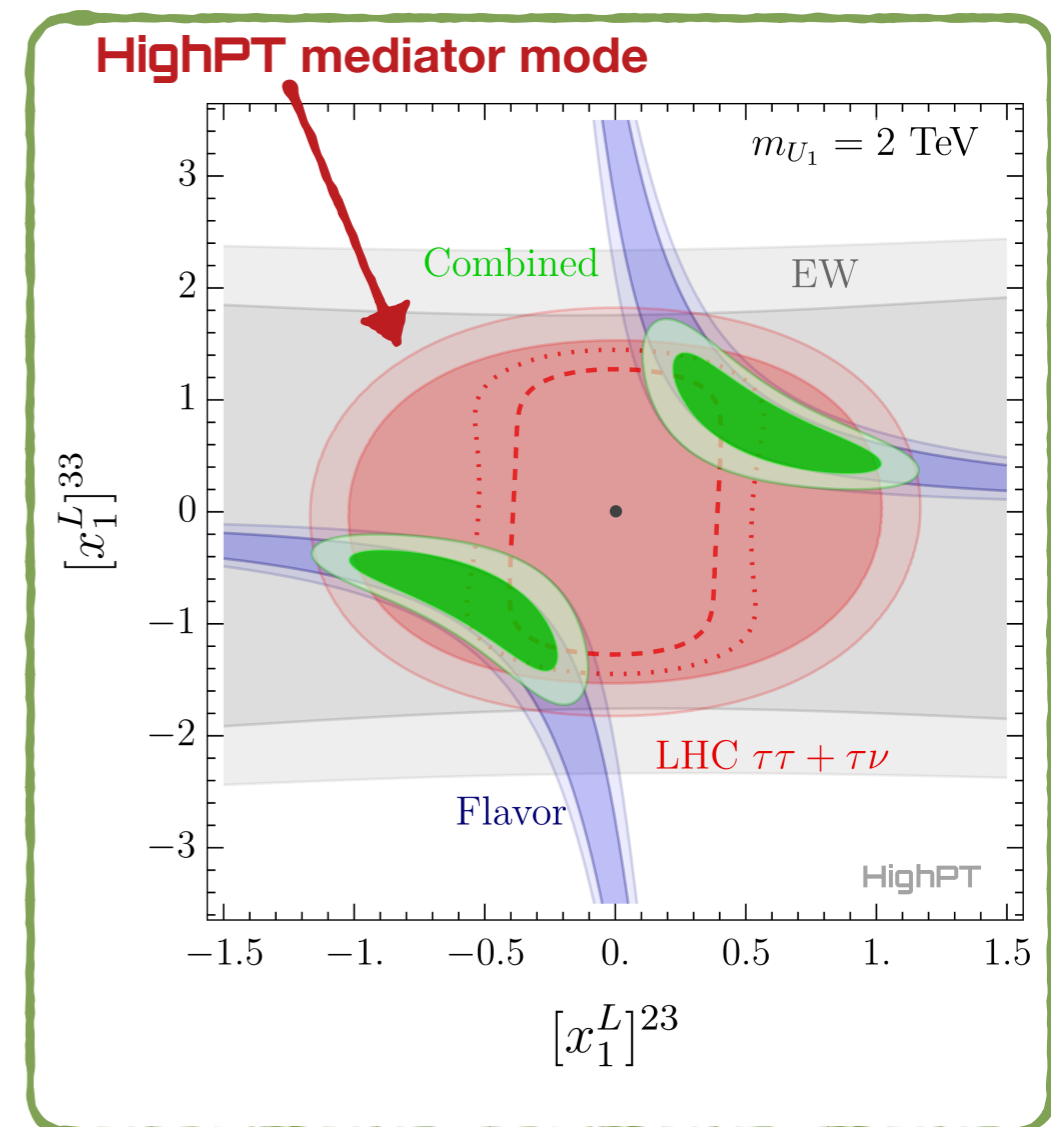 HighPT mediator mode
m_{U_1} = 2 TeV
Combined
EW
LHC ττ + τν
Flavor
HighPT
3
2
1
0
−1
−2
−3
−1.5 −1. −0.5 0. 0.5 1. 1.5
[x_1^L]^{33}
[x_1^L]^{23}